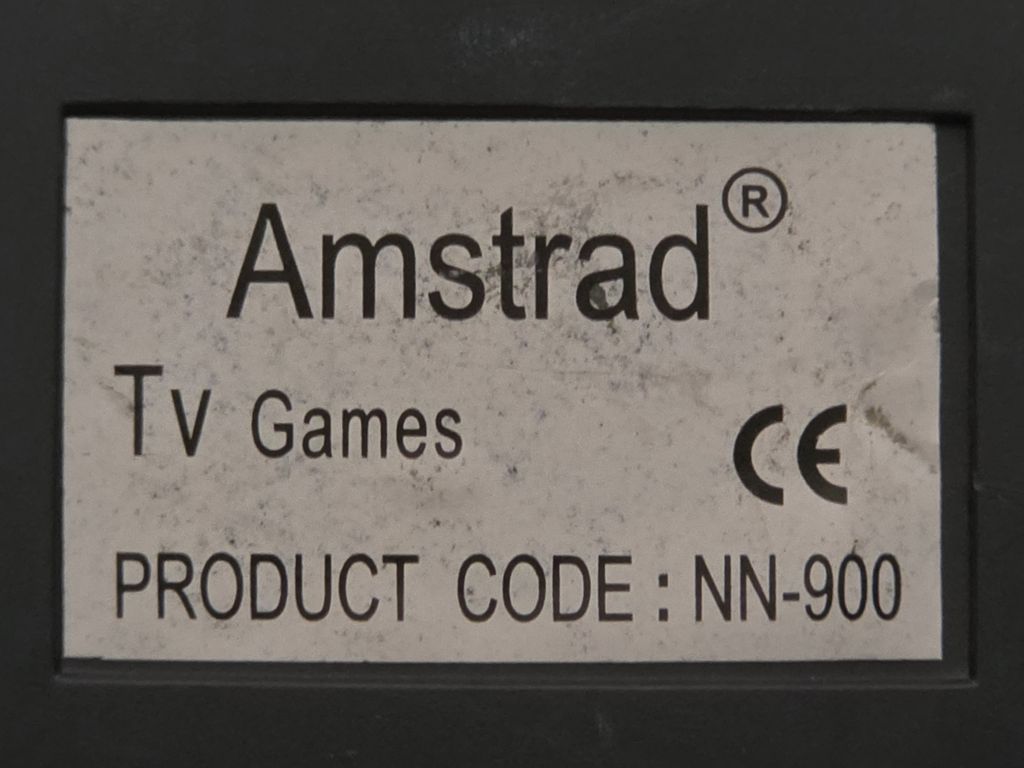 Amstrad®
Tv Games
CE
PRODUCT CODE : NN-900